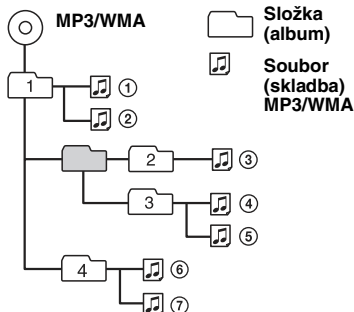 MP3/WMA
Složka
(album)
Soubor
(skladba)
MP3/WMA
1
①
②
2
③
3
④
⑤
4
⑥
⑦